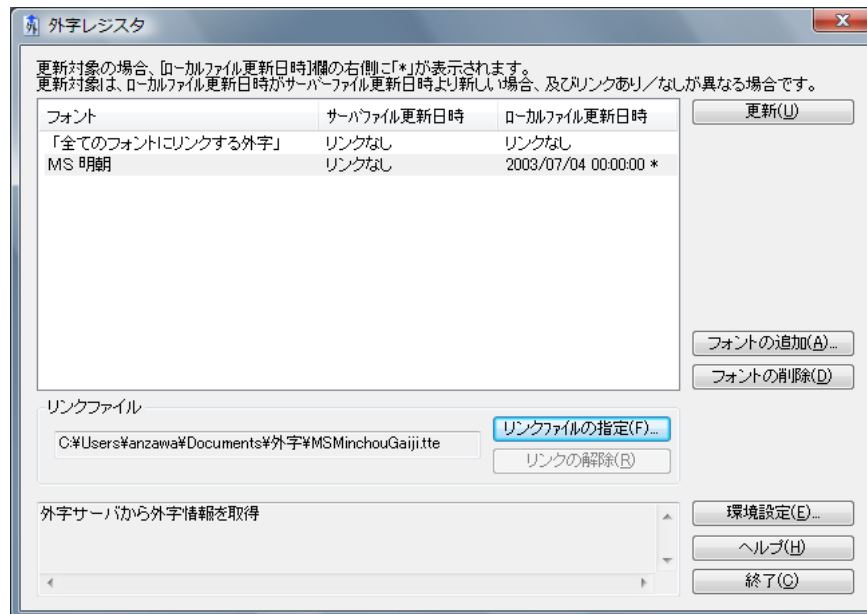 外字レジスタ
更新対象の場合、[ローカルファイル更新日時]欄の右側に「*」が表示されます。
更新対象は、ローカルファイル更新日時がサーバーファイル更新日時より新しい場合、及びリンクあり／なしが異なる場合です。
フォント サーバファイル更新日時 ローカルファイル更新日時
「全てのフォントにリンクする外字」 リンクなし リンクなし
MS 明朝 リンクなし 2003/07/04 00:00:00 *
更新(U)
フォントの追加(A)...
フォントの削除(D)
リンクファイル
C:¥Users¥anzawa¥Documents¥外字¥MSMinchouGaiji.tte
リンクファイルの指定(F)...
リンクの解除(R)
外字サーバから外字情報を取得
環境設定(E)...
ヘルプ(H)
終了(C)